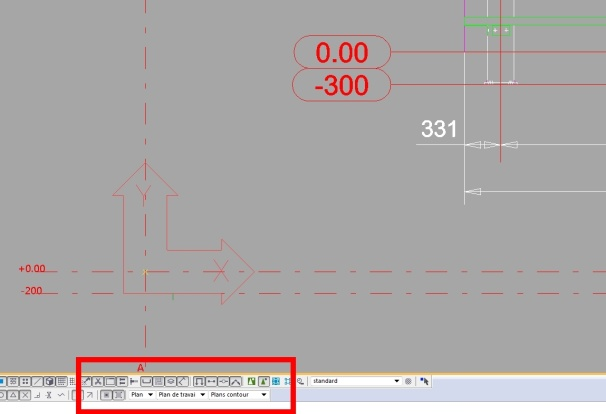 0.00
-300
331
Y
X
+0.00
-200
A
standard
Plan Plan de travai Plans contour